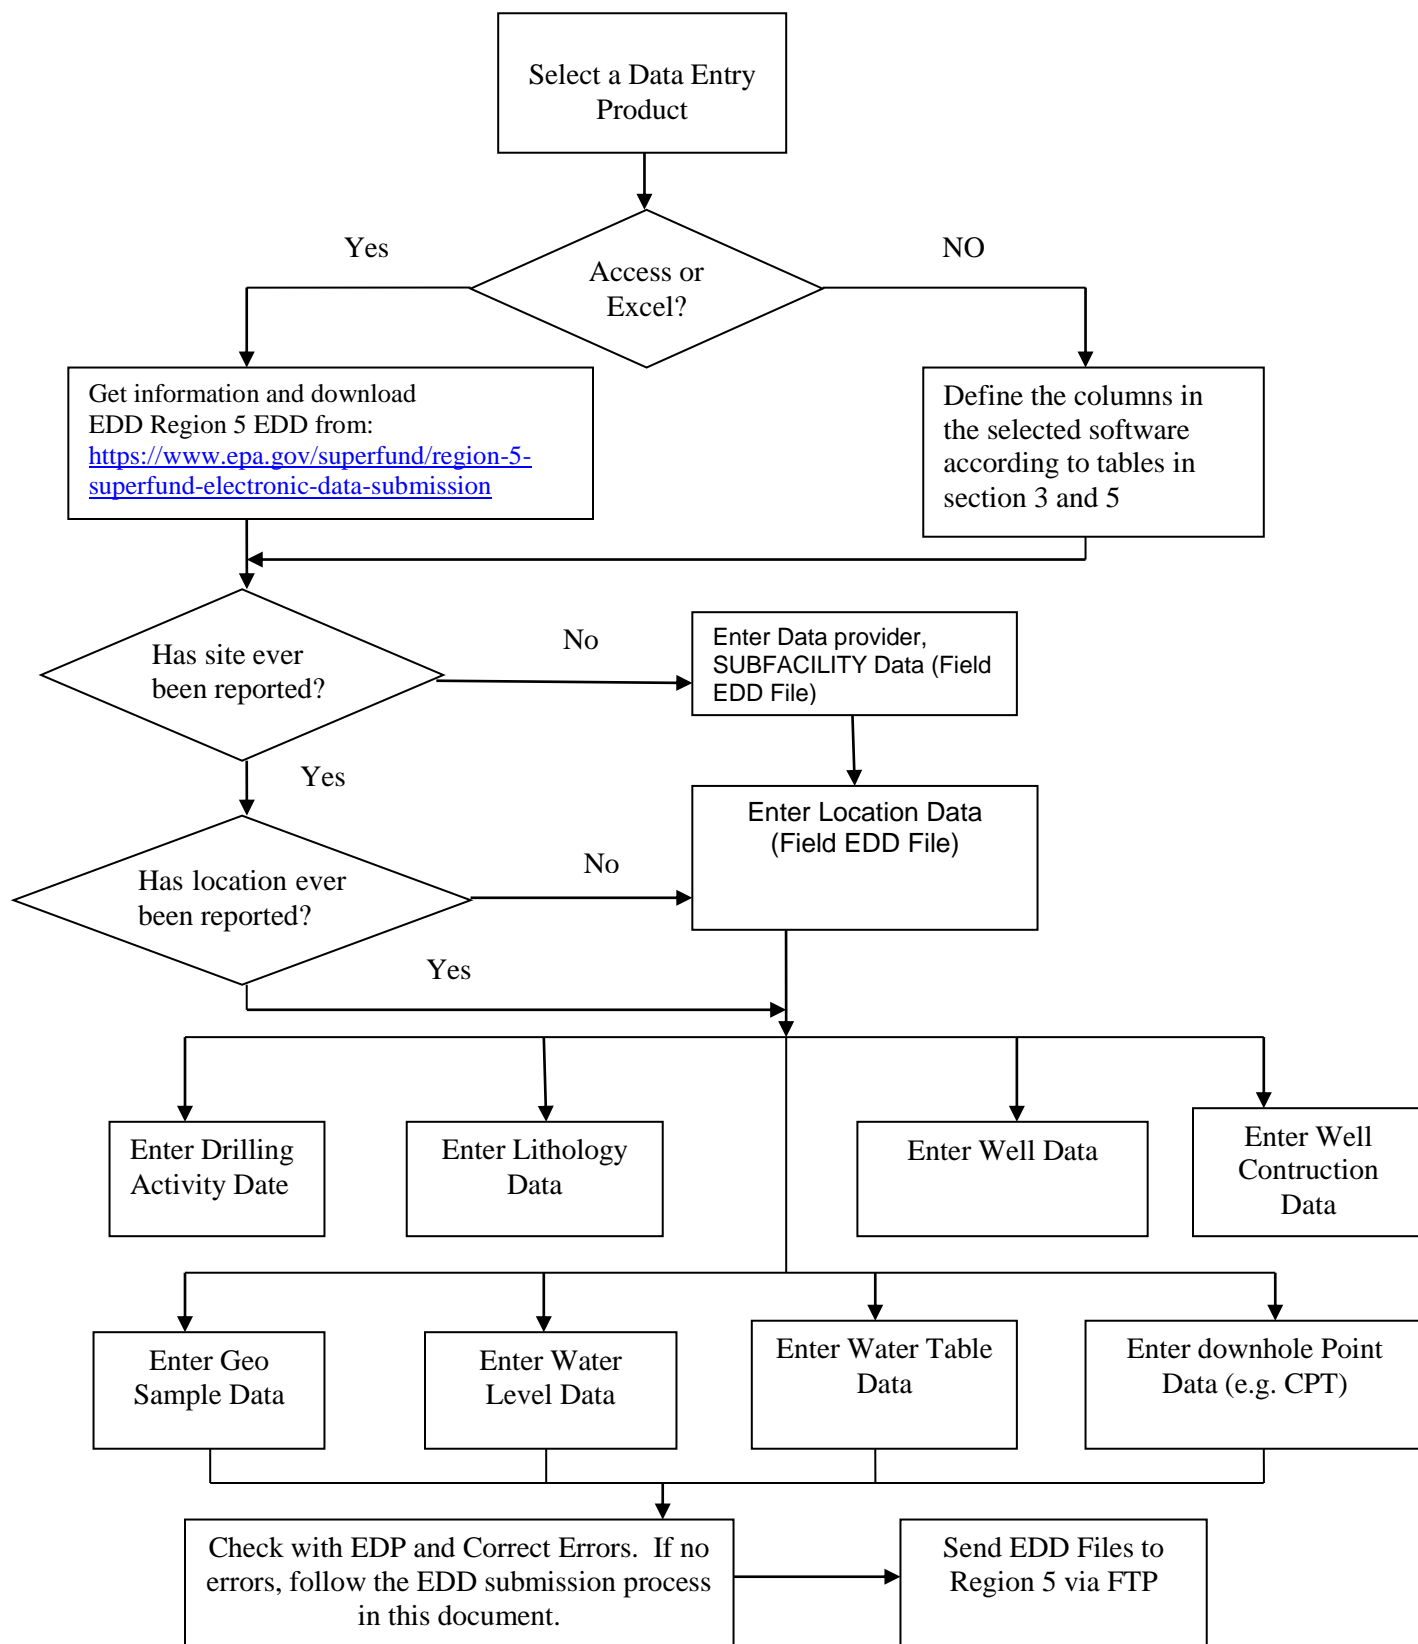 Select a Data Entry
Product
Yes
NO
Access or
Excel?
Get information and download
EDD Region 5 EDD from:
https://www.epa.gov/superfund/region-5-
superfund-electronic-data-submission
Define the columns in
the selected software
according to tables in
section 3 and 5
Has site ever
been reported?
No
Enter Data provider,
SUBFACILITY Data (Field
EDD File)
Yes
Enter Location Data
(Field EDD File)
Has location ever
been reported?
No
Yes
Enter Drilling
Activity Date
Enter Lithology
Data
Enter Well Data
Enter Well
Contruction
Data
Enter Geo
Sample Data
Enter Water
Level Data
Enter Water Table
Data
Enter downhole Point
Data (e.g. CPT)
Check with EDP and Correct Errors.  If no
errors, follow the EDD submission process
in this document.
Send EDD Files to
Region 5 via FTP